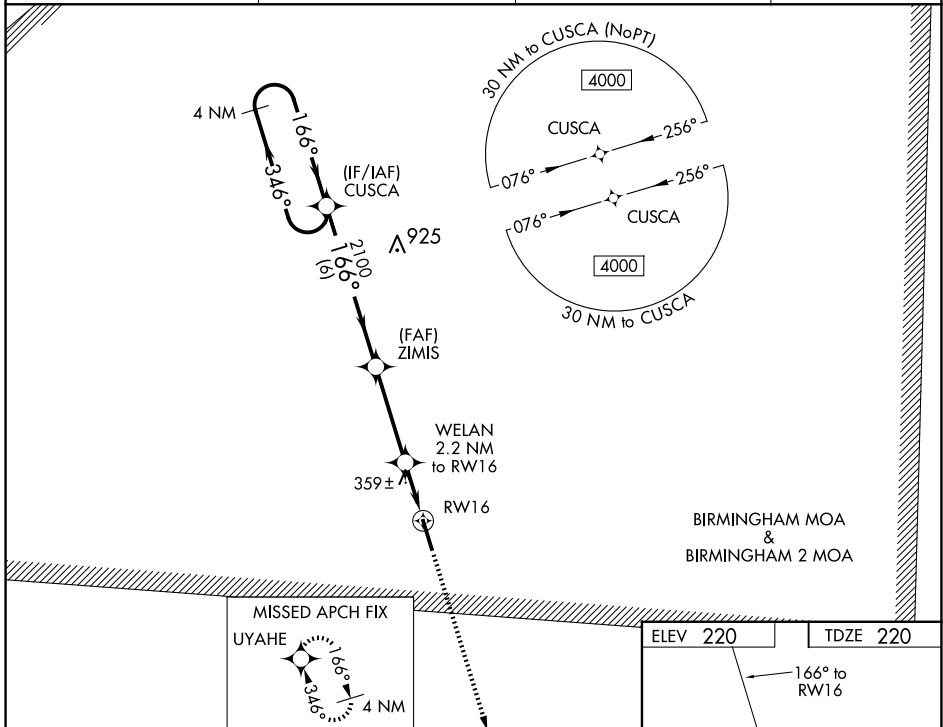 30 NM to CUSCA (NoPT)
4000
CUSCA
256°
076°
256°
076°
CUSCA
4000
30 NM to CUSCA
4 NM
166°
346°
(IF/IAF)
CUSCA
925
2100
166°
(6)
(FAF)
ZIMIS
WELAN
2.2 NM
to RW16
359±
RW16
BIRMINGHAM MOA
&
BIRMINGHAM 2 MOA
MISSED APCH FIX
UYAHE
166°
346°
4 NM
ELEV 220
TDZE 220
166° to
RW16